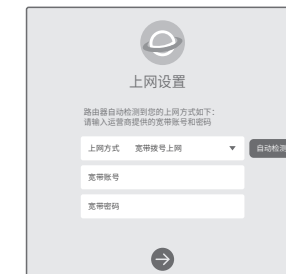 上网设置
路由器自动检测到您的上网方式如下：
请输入运营商提供的宽带账号和密码
上网方式 宽带拨号上网 自动检测
宽带账号
宽带密码